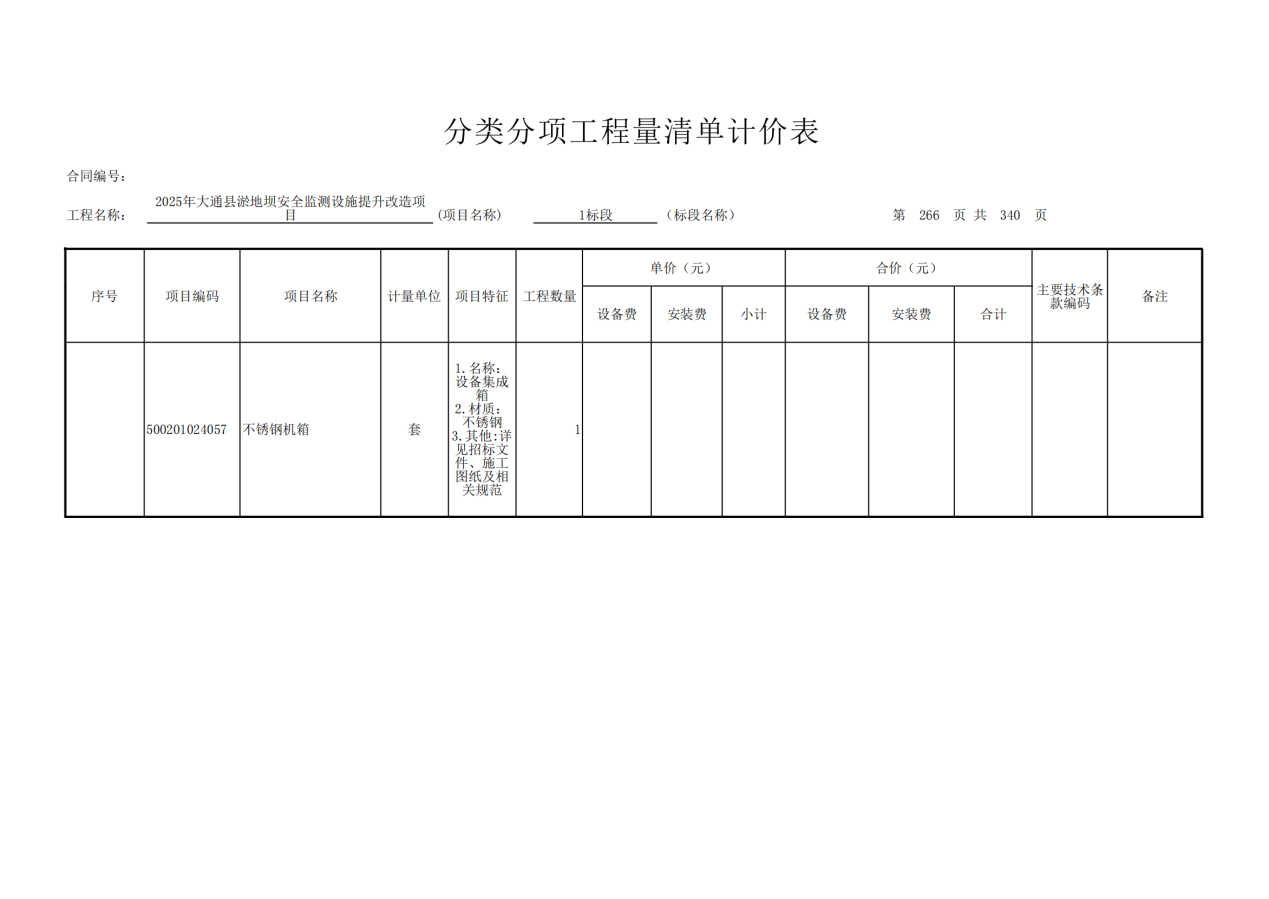 分类分项工程量清单计价表
合同编号:
2025年大通县淤地坝安全监测设施提升改造项
工程名称: 目 (项目名称) 1标段 （标段名称） 第 266 页 共 340 页
序号 项目编码 项目名称 计量单位 项目特征 工程数量 单价（元） 合价（元） 主要技术条 备注
款编码
设备费 安装费 小计 设备费 安装费 合计
1.名称:
设备集成
箱
2.材质:
不锈钢
500201024057 不锈钢机箱 套 3.其他:详 1
见招标文
件、施工
图纸及相
关规范